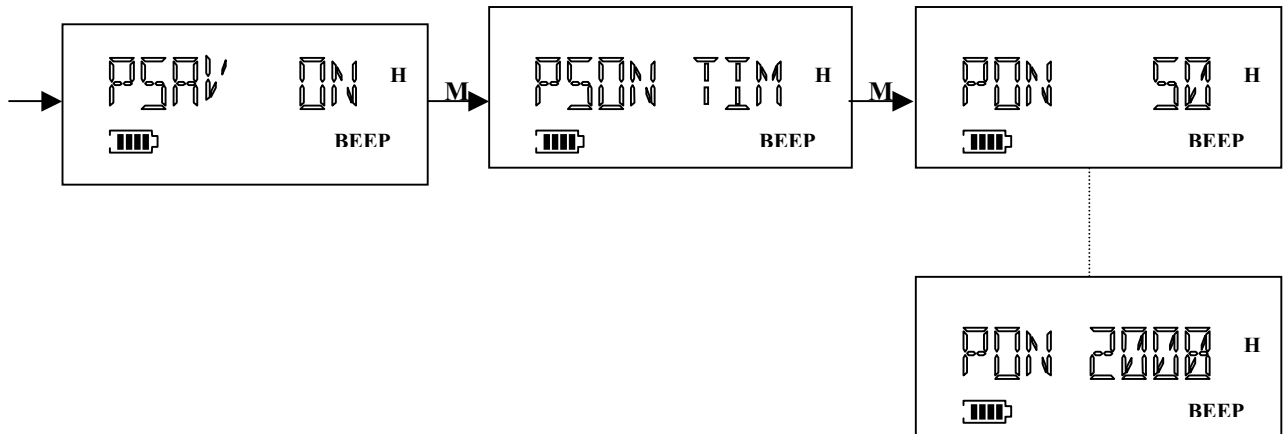 PSAV ON H
BEEP
M
PSON TIM H
BEEP
M
PON 50 H
BEEP
PON 2000 H
BEEP